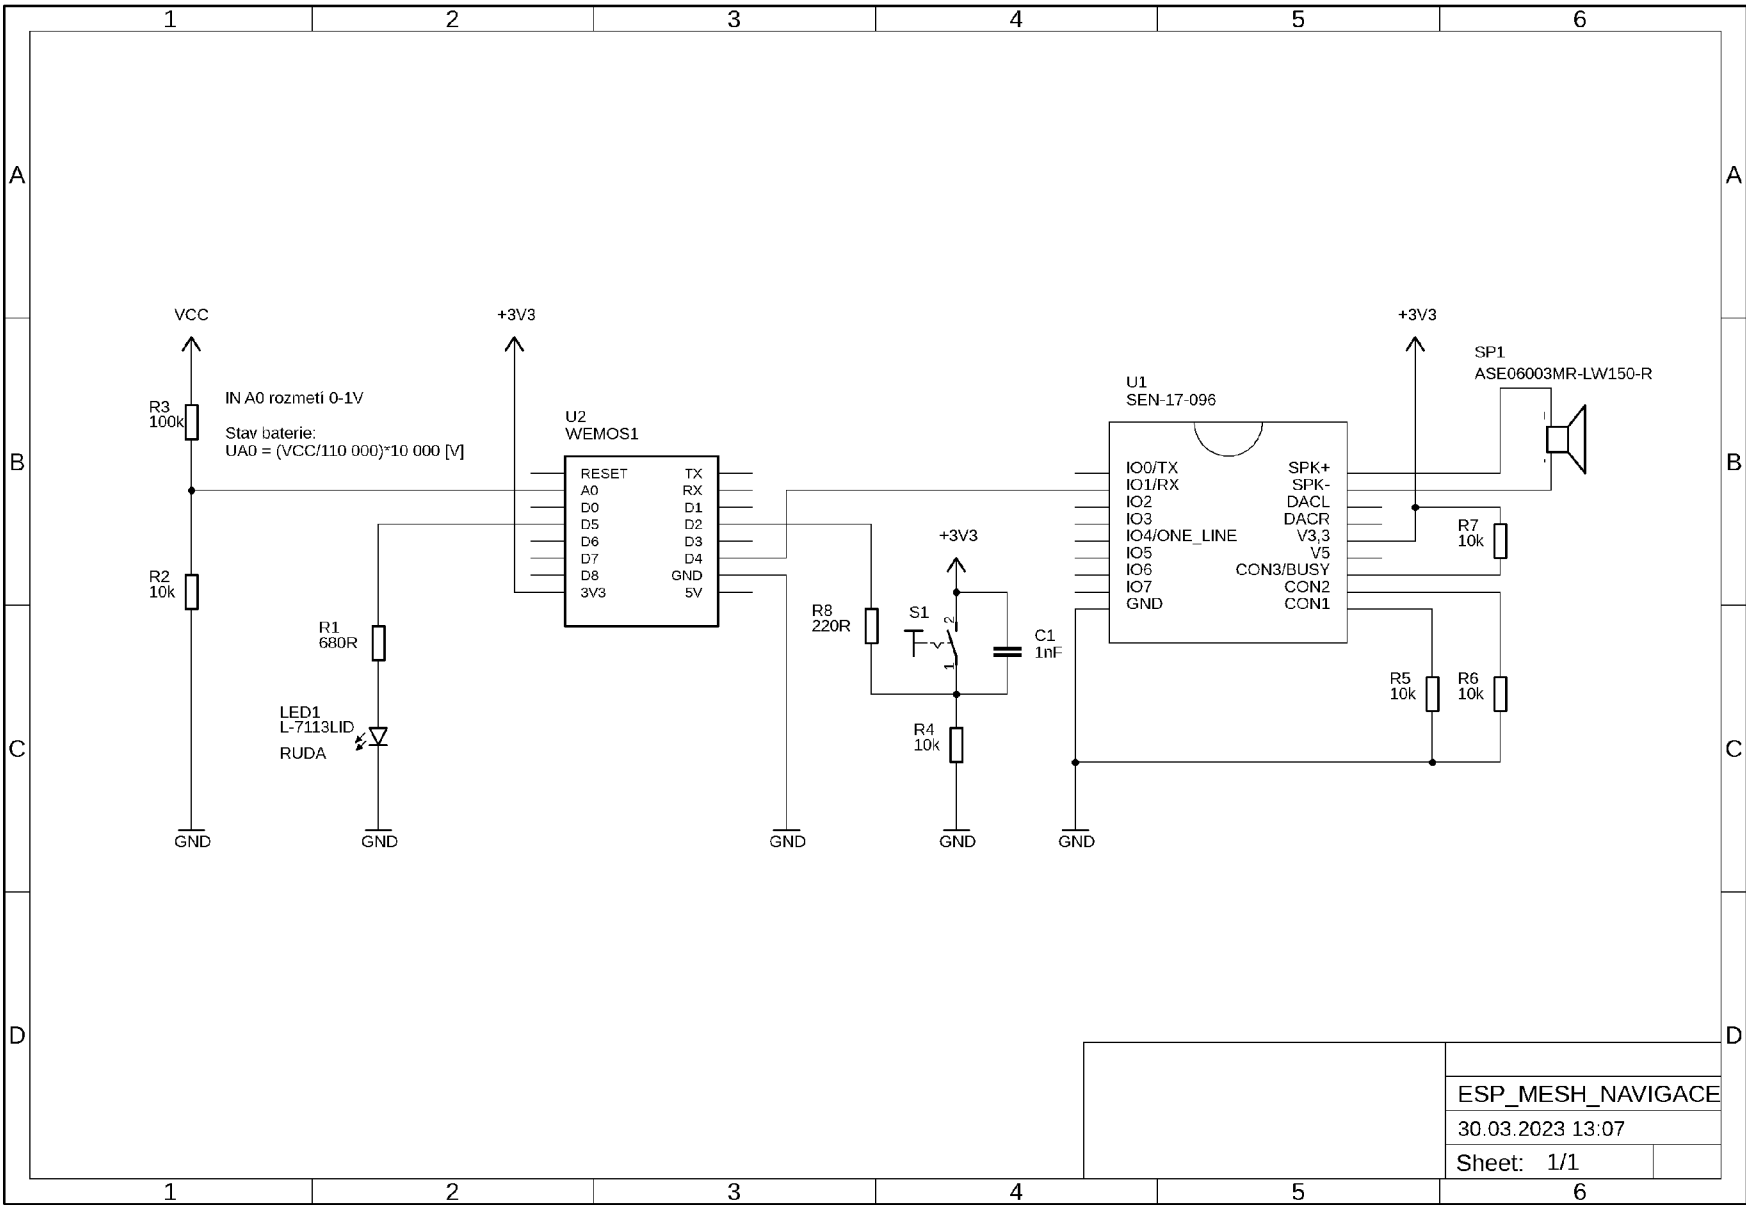 1 2 3 4 5 6
A A
VCC
+3V3
+3V3
SP1
ASE06003MR-LW150-R
R3
100k
IN A0 rozmetí 0-1V
Stav baterie:
UA0 = (VCC/110 000)*10 000 [V]
U2
WEMOS1
U1
SEN-17-096
B B
RESET TX
A0 RX
D0 D1
D5 D2
D6 D3
D7 D4
D8 GND
3V3 5V
IO0/TX SPK+
IO1/RX SPK-
IO2 DACL
IO3 DACR
IO4/ONE_LINE V3,3
IO5 V5
IO6 CON3/BUSY
IO7 CON2
GND CON1
+3V3
R7
10k
R2
10k
R1
680R
R8
220R
S1
2
1
C1
1nF
R5
10k
R6
10k
LED1
L-7113LID
RUDA
R4
10k
C C
GND GND GND GND GND
D D
ESP_MESH_NAVIGACE
30.03.2023 13:07
Sheet: 1/1
1 2 3 4 5 6